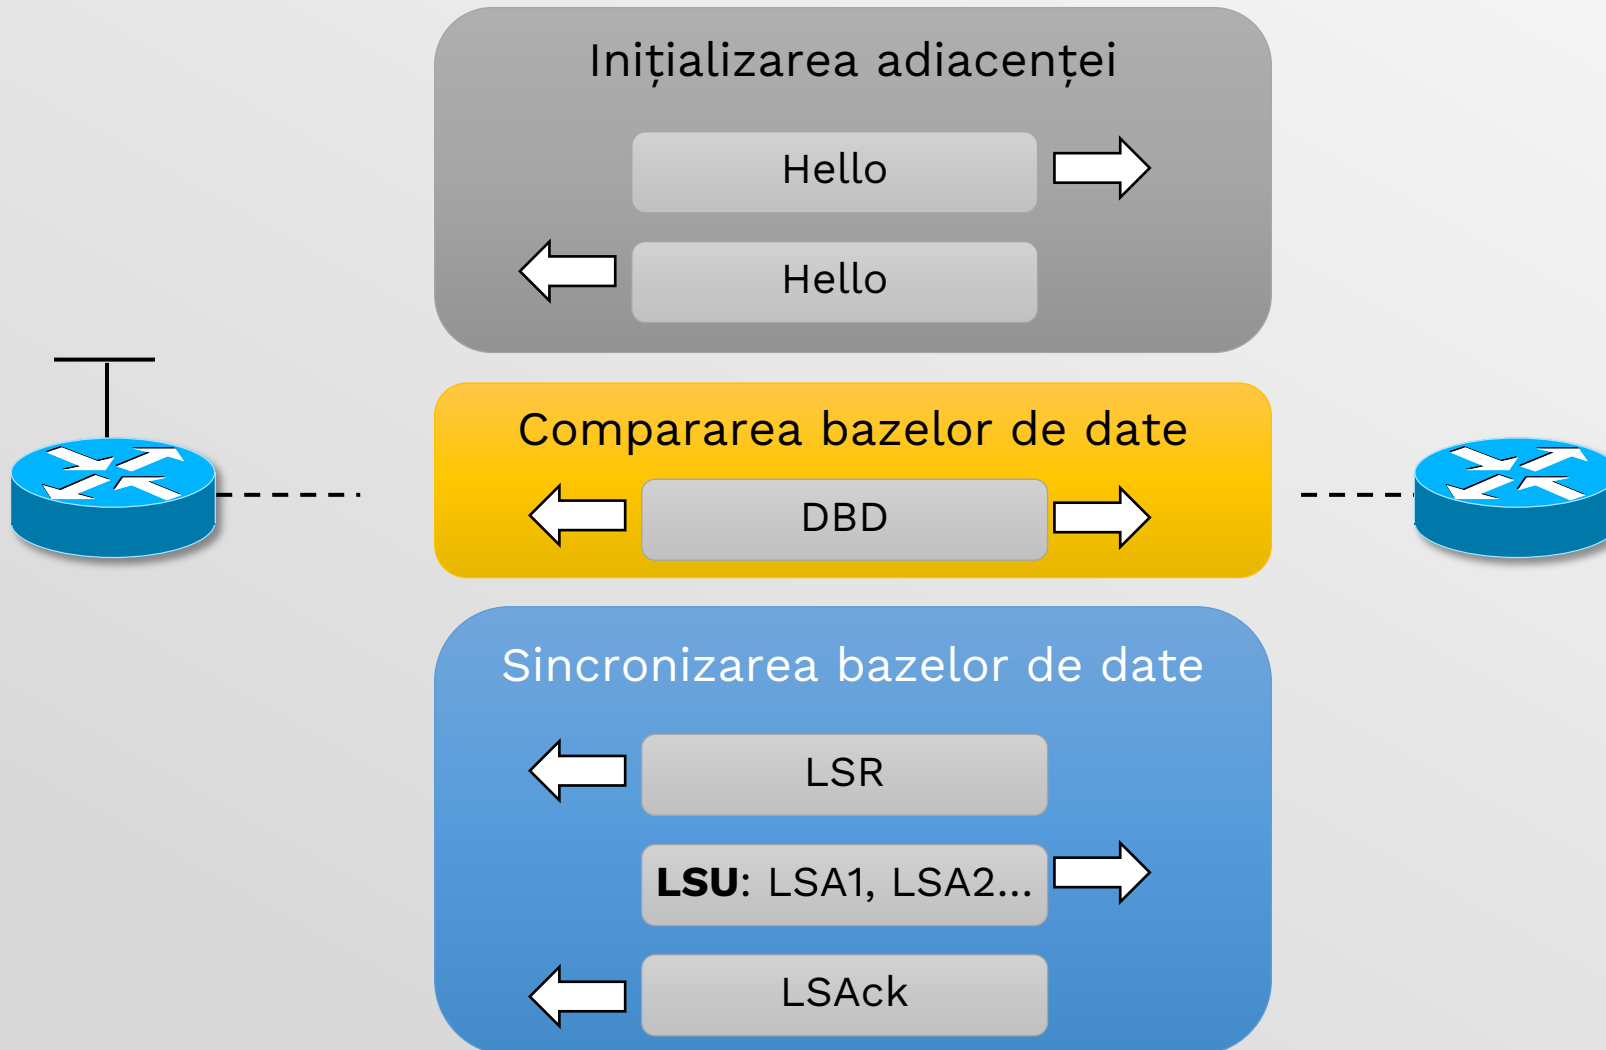 Inițializarea adiacenței
Hello
Hello
Compararea bazelor de date
DBD
Sincronizarea bazelor de date
LSR
LSU: LSA1, LSA2...
LSAck